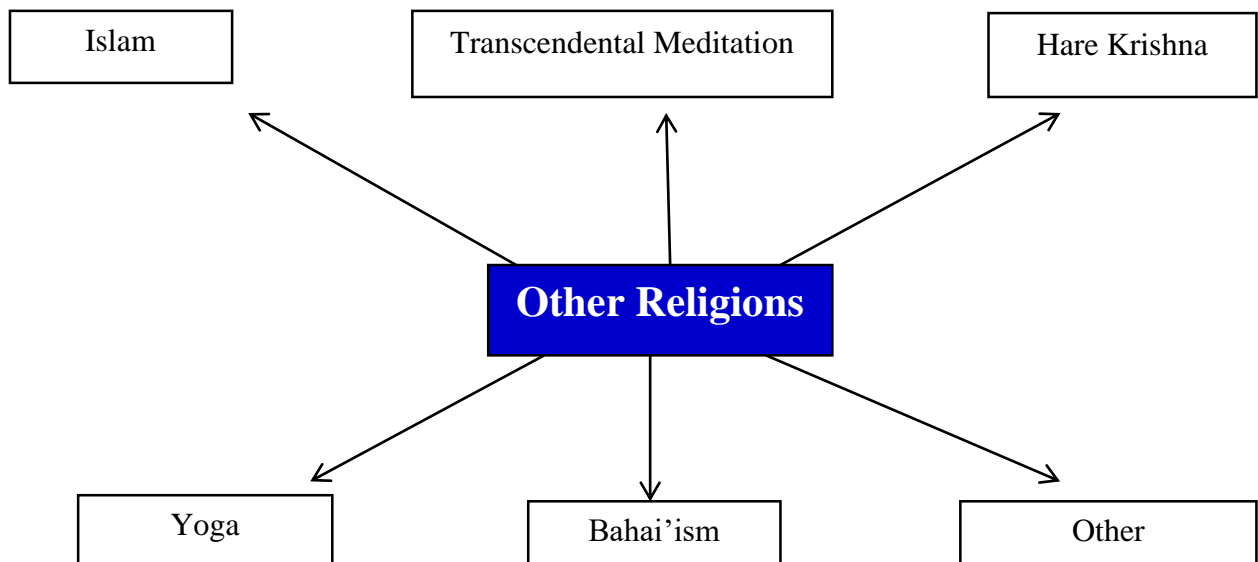 Islam
Transcendental Meditation
Hare Krishna
Other Religions
Yoga
Bahai’ism
Other